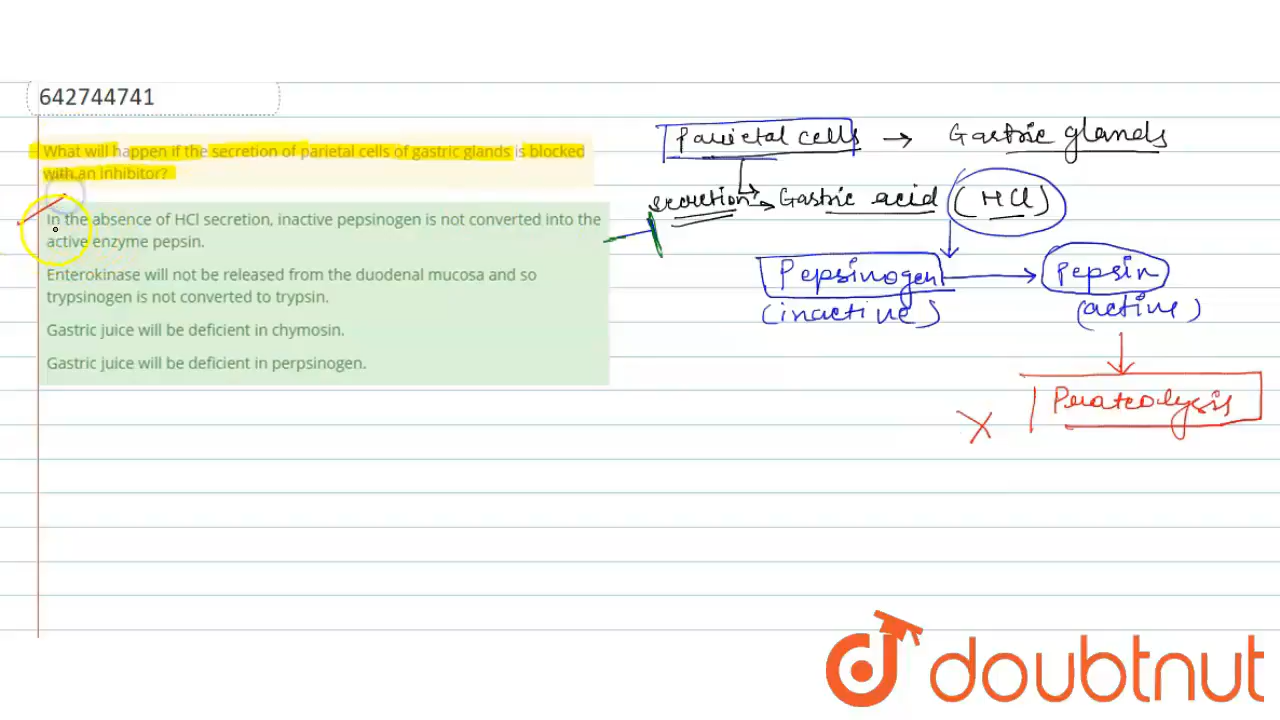 642744741
What will happen if the secretion of parietal cells of gastric glands is blocked
with an inhibitor?
In the absence of HCl secretion, inactive pepsinogen is not converted into the
active enzyme pepsin.
Enterokinase will not be released from the duodenal mucosa and so
trypsinogen is not converted to trypsin.
Gastric juice will be deficient in chymosin.
Gastric juice will be deficient in perpsinogen.
Parietal cells → Gastric glands
secretion → Gastric acid (HCl)
Pepsinogen → Pepsin
(inactive) (active)
X Proteolysis
doubtnut